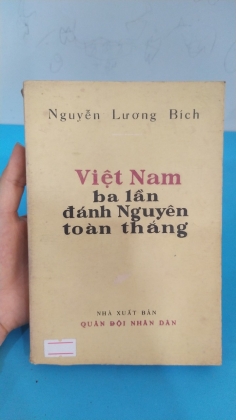 Nguyễn Lương Bích
Việt Nam
ba lần
đánh Nguyên
toàn thắng
NHÀ XUẤT BẢN
QUÂN ĐỘI NHÂN DÂN